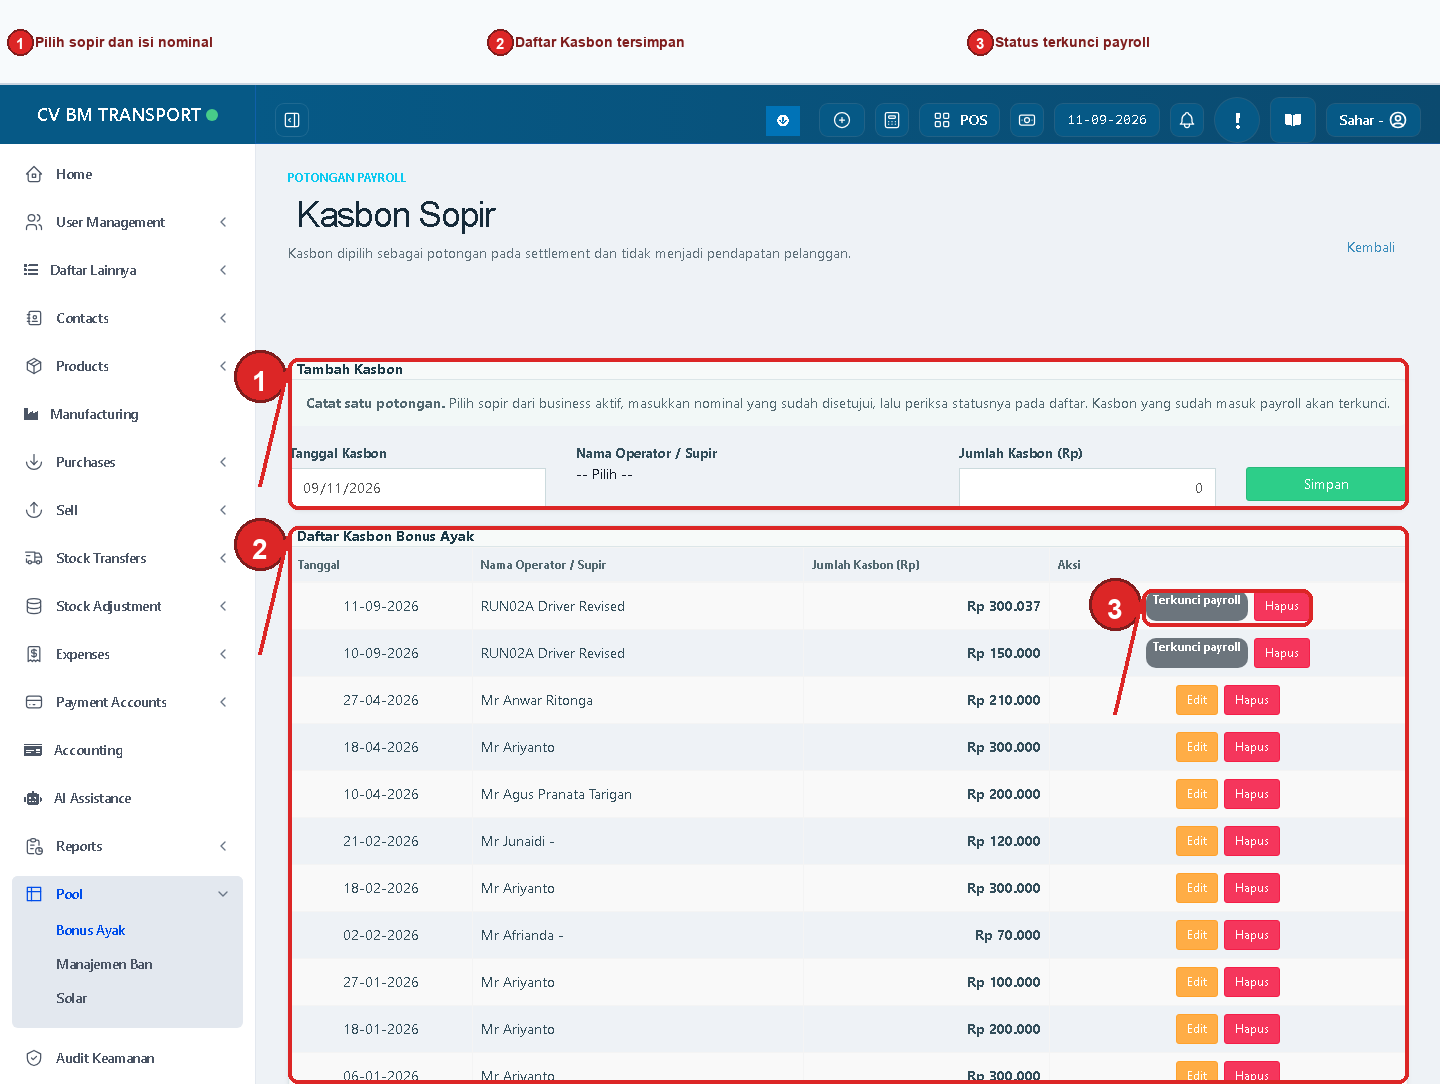 1 Pilih sopir dan isi nominal
2 Daftar Kasbon tersimpan
3 Status terkunci payroll
CV BM TRANSPORT
POS
11-09-2026
Sahar -
Home
User Management
Daftar Lainnya
Contacts
Products
Manufacturing
Purchases
Sell
Stock Transfers
Stock Adjustment
Expenses
Payment Accounts
Accounting
AI Assistance
Reports
Pool
Bonus Ayak
Manajemen Ban
Solar
Audit Keamanan
POTONGAN PAYROLL
Kasbon Sopir
Kasbon dipilih sebagai potongan pada settlement dan tidak menjadi pendapatan pelanggan.
Kembali
1
Tambah Kasbon
Catat satu potongan. Pilih sopir dari business aktif, masukkan nominal yang sudah disetujui, lalu periksa statusnya pada daftar. Kasbon yang sudah masuk payroll akan terkunci.
Tanggal Kasbon Nama Operator / Supir Jumlah Kasbon (Rp)
09/11/2026 -- Pilih -- 0 Simpan
2
Daftar Kasbon Bonus Ayak
Tanggal Nama Operator / Supir Jumlah Kasbon (Rp) Aksi
11-09-2026 RUN02A Driver Revised Rp 300.037 3 Terkunci payroll Hapus
10-09-2026 RUN02A Driver Revised Rp 150.000 Terkunci payroll Hapus
27-04-2026 Mr Anwar Ritonga Rp 210.000 Edit Hapus
18-04-2026 Mr Ariyanto Rp 300.000 Edit Hapus
10-04-2026 Mr Agus Pranata Tarigan Rp 200.000 Edit Hapus
21-02-2026 Mr Junaidi - Rp 120.000 Edit Hapus
18-02-2026 Mr Ariyanto Rp 300.000 Edit Hapus
02-02-2026 Mr Afrianda - Rp 70.000 Edit Hapus
27-01-2026 Mr Ariyanto Rp 100.000 Edit Hapus
18-01-2026 Mr Ariyanto Rp 200.000 Edit Hapus
06-01-2026 Mr Ariyanto Rp 300.000 Edit Hapus